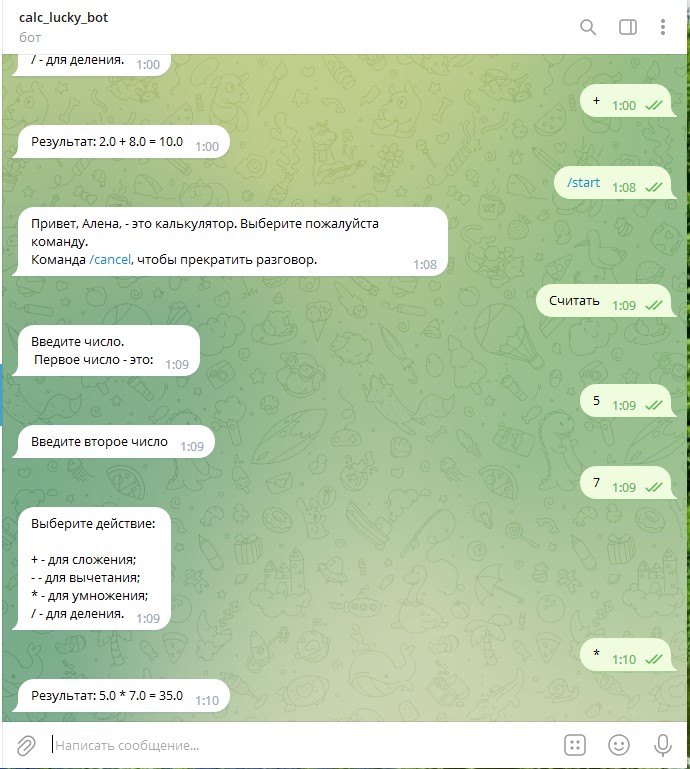 calc_lucky_bot
бот
/ - для деления. 1:00
+ 1:00
Результат: 2.0 + 8.0 = 10.0 1:00
/start 1:08
Привет, Алена, - это калькулятор. Выберите пожалуйста
команду.
Команда /cancel, чтобы прекратить разговор. 1:08
Считать 1:09
Введите число.
Первое число - это: 1:09
5 1:09
Введите второе число 1:09
7 1:09
Выберите действие:
+ - для сложения;
- - для вычетания;
* - для умножения;
/ - для деления. 1:09
* 1:10
Результат: 5.0 * 7.0 = 35.0 1:10
Написать сообщение...